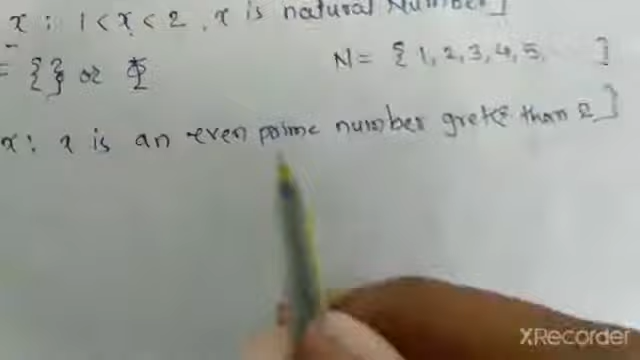 x : 1 < x < 2 , x is natural Number ]
= { } or Φ
N = { 1, 2, 3, 4, 5, }
x : x is an even prime number greter than 2 }
XRecorder